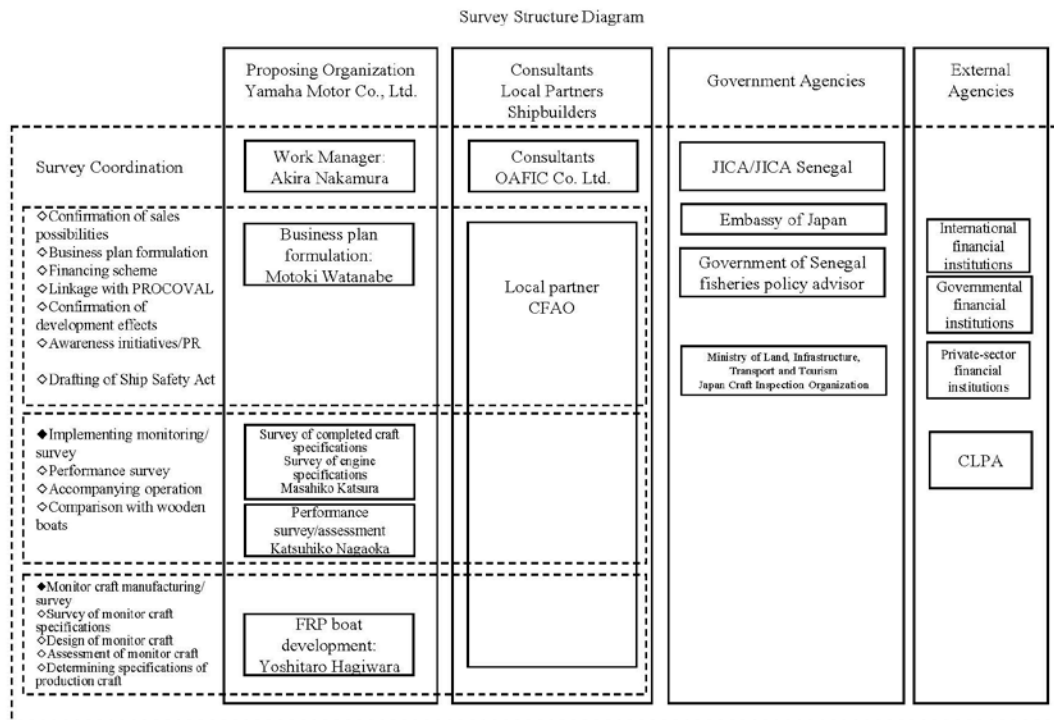 Survey Structure Diagram
Proposing Organization
Yamaha Motor Co., Ltd.
Consultants
Local Partners
Shipbuilders
Government Agencies
External
Agencies
Survey Coordination
Work Manager:
Akira Nakamura
Consultants
OAFIC Co. Ltd.
JICA/JICA Senegal
◇Confirmation of sales
possibilities
◇Business plan formulation
◇Financing scheme
◇Linkage with PROCOVAL
◇Confirmation of
development effects
◇Awareness initiatives/PR
◇Drafting of Ship Safety Act
Business plan
formulation:
Motoki Watanabe
Local partner
CFAO
Embassy of Japan
Government of Senegal
fisheries policy advisor
Ministry of Land, Infrastructure,
Transport and Tourism
Japan Craft Inspection Organization
International
financial
institutions
Governmental
financial
institutions
Private-sector
financial
institutions
CLPA
◆Implementing monitoring/
survey
◇Performance survey
◇Accompanying operation
◇Comparison with wooden
boats
Survey of completed craft
specifications
Survey of engine
specifications
Masahiko Katsura
Performance
survey/assessment
Katsuhiko Nagaoka
◆Monitor craft manufacturing/
survey
◇Survey of monitor craft
specifications
◇Design of monitor craft
◇Assessment of monitor craft
◇Determining specifications of
production craft
FRP boat
development:
Yoshitaro Hagiwara